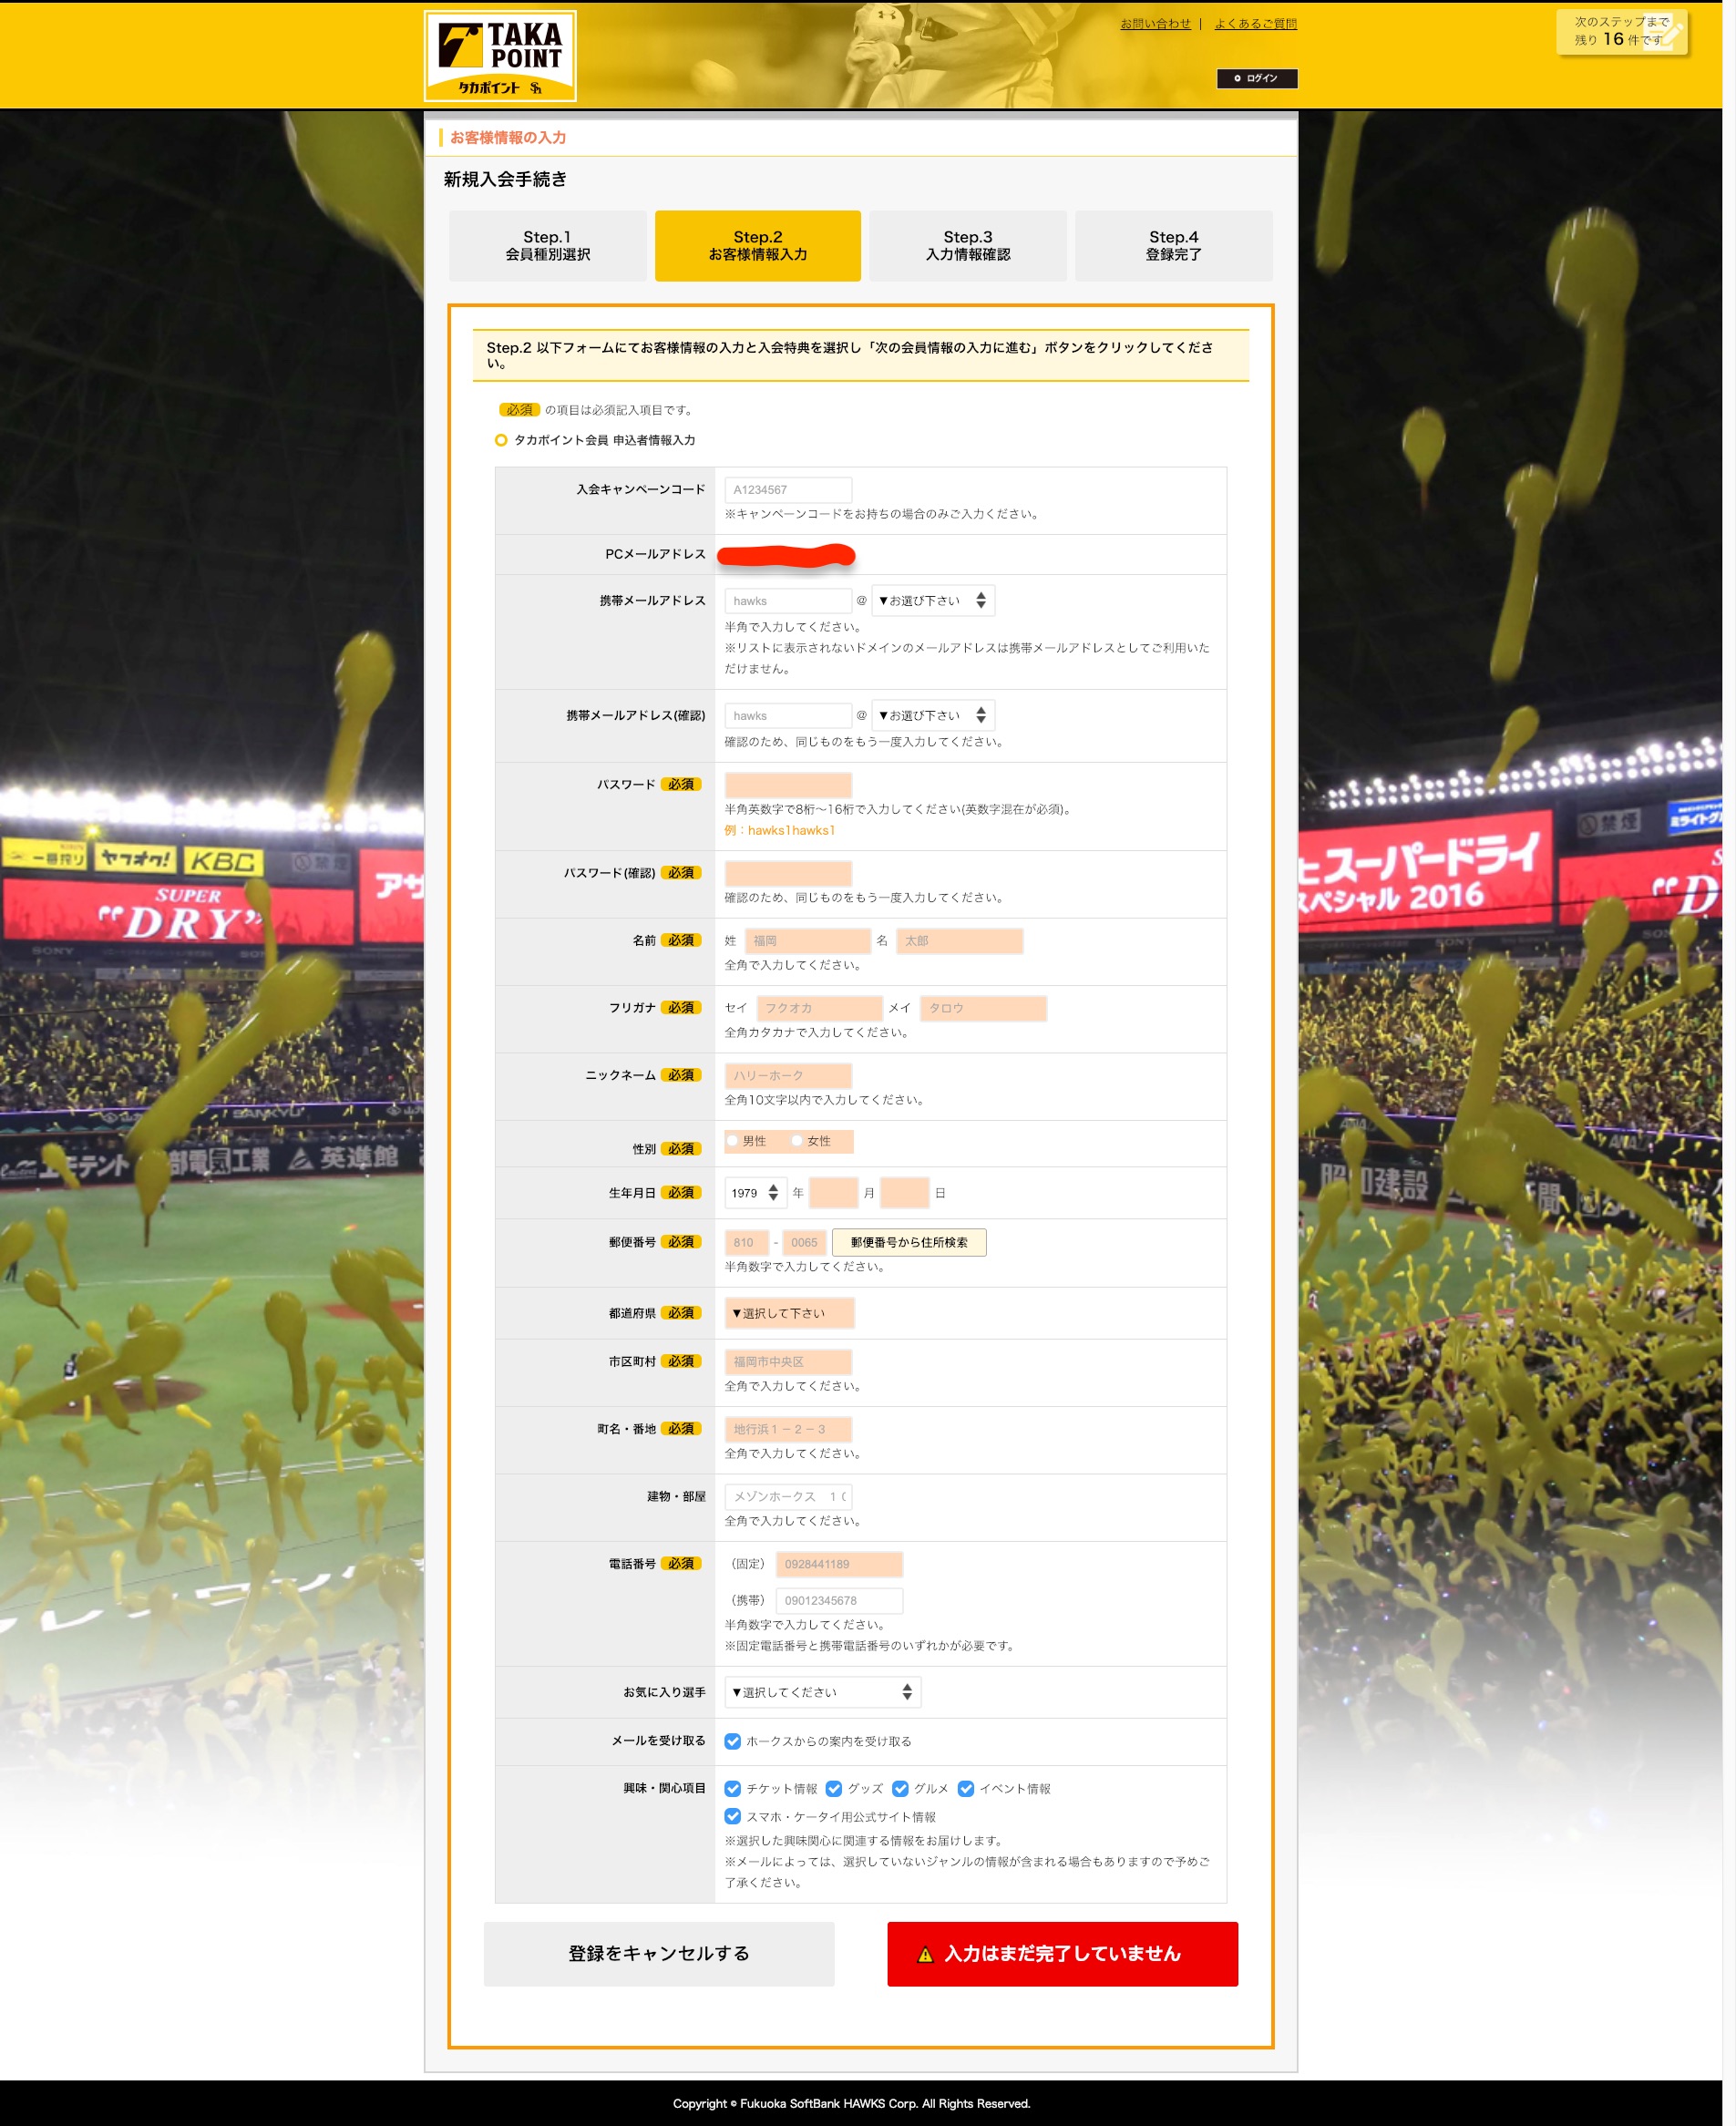 TAKA
POINT
タカポイント
お問い合わせ | よくあるご質問
ログイン
次のステップまで
残り 16 件です
お客様情報の入力
新規入会手続き
Step.1
会員種別選択
Step.2
お客様情報入力
Step.3
入力情報確認
Step.4
登録完了
Step.2 以下フォームにてお客様情報の入力と入会特典を選択し「次の会員情報の入力に進む」ボタンをクリックしてくださ
い。
必須 の項目は必須記入項目です。
タカポイント会員 申込者情報入力
入会キャンペーンコード
A1234567
※キャンペーンコードをお持ちの場合のみご入力ください。
PCメールアドレス
携帯メールアドレス
hawks @ ▼お選び下さい
半角で入力してください。
※リストに表示されないドメインのメールアドレスは携帯メールアドレスとしてご利用いた
だけません。
携帯メールアドレス(確認)
hawks @ ▼お選び下さい
確認のため、同じものをもう一度入力してください。
パスワード 必須
半角英数字で8桁〜16桁で入力してください(英数字混在が必須)。
例：hawks1hawks1
パスワード(確認) 必須
確認のため、同じものをもう一度入力してください。
名前 必須
姓 福岡 名 太郎
全角で入力してください。
フリガナ 必須
セイ フクオカ メイ タロウ
全角カタカナで入力してください。
ニックネーム 必須
ハリーホーク
全角10文字以内で入力してください。
性別 必須
男性 女性
生年月日 必須
1979 年 月 日
郵便番号 必須
810 - 0065 郵便番号から住所検索
半角数字で入力してください。
都道府県 必須
▼選択して下さい
市区町村 必須
福岡市中央区
全角で入力してください。
町名・番地 必須
地行浜１－２－３
全角で入力してください。
建物・部屋
メゾンホークス １０
全角で入力してください。
電話番号 必須
（固定） 0928441189
（携帯） 09012345678
半角数字で入力してください。
※固定電話番号と携帯電話番号のいずれかが必要です。
お気に入り選手
▼選択してください
メールを受け取る
ホークスからの案内を受け取る
興味・関心項目
チケット情報 グッズ グルメ イベント情報
スマホ・ケータイ用公式サイト情報
※選択した興味関心に関連する情報をお届けします。
※メールによっては、選択していないジャンルの情報が含まれる場合もありますので予めご
了承ください。
登録をキャンセルする
入力はまだ完了していません
一番搾り
ヤフオク!
KBC
禁煙
SUPER
"DRY"
アサ
SONY
SANKYU
英進館
スーパードライ
スペシャル 2016
禁煙
昭和建設
Copyright © Fukuoka SoftBank HAWKS Corp. All Rights Reserved.